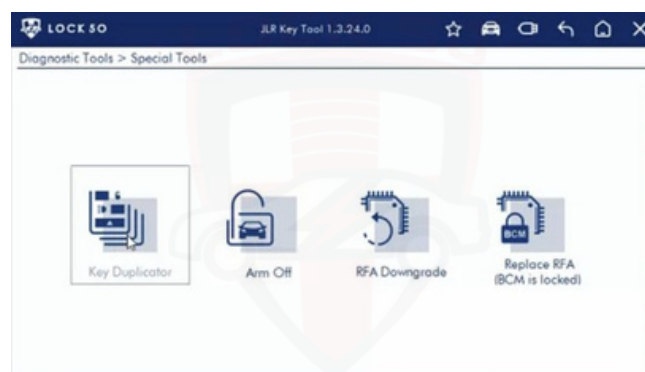 LOCK 50
JLR Key Tool 1.3.24.0
Diagnostic Tools > Special Tools
Key Duplicator
Arm Off
RFA Downgrade
BCM
Replace RFA
(BCM is locked)